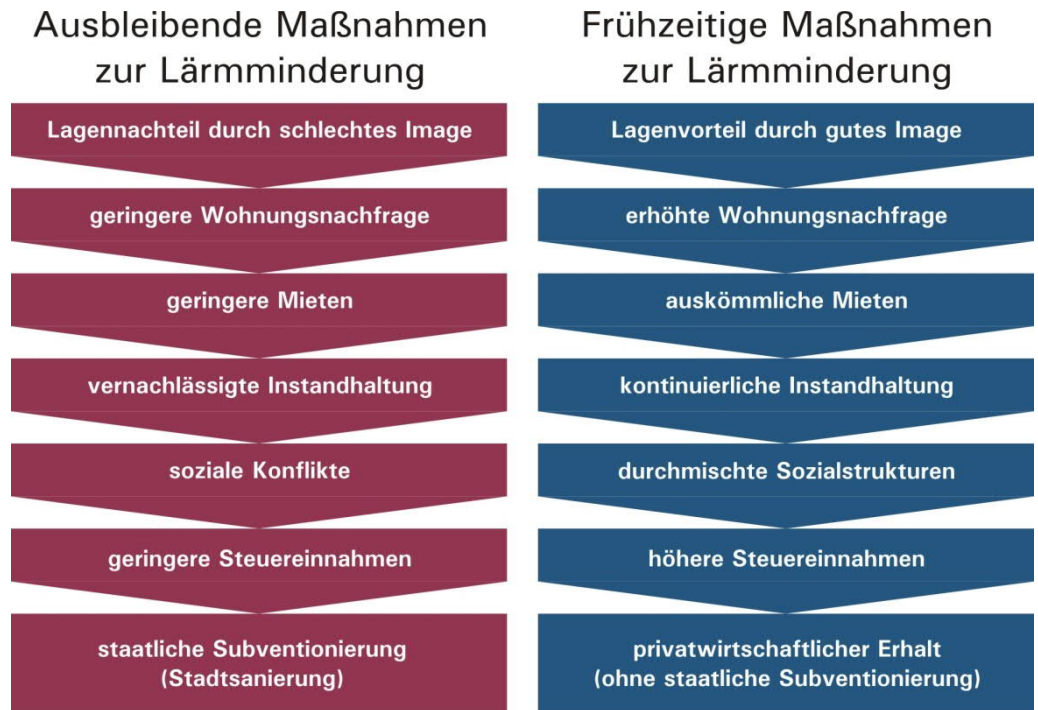 Ausbleibende Maßnahmen
zur Lärmminderung
Lagennachteil durch schlechtes Image
geringere Wohnungsnachfrage
geringere Mieten
vernachlässigte Instandhaltung
soziale Konflikte
geringere Steuereinnahmen
staatliche Subventionierung
(Stadtsanierung)
Frühzeitige Maßnahmen
zur Lärmminderung
Lagenvorteil durch gutes Image
erhöhte Wohnungsnachfrage
auskömmliche Mieten
kontinuierliche Instandhaltung
durchmischte Sozialstrukturen
höhere Steuereinnahmen
privatwirtschaftlicher Erhalt
(ohne staatliche Subventionierung)